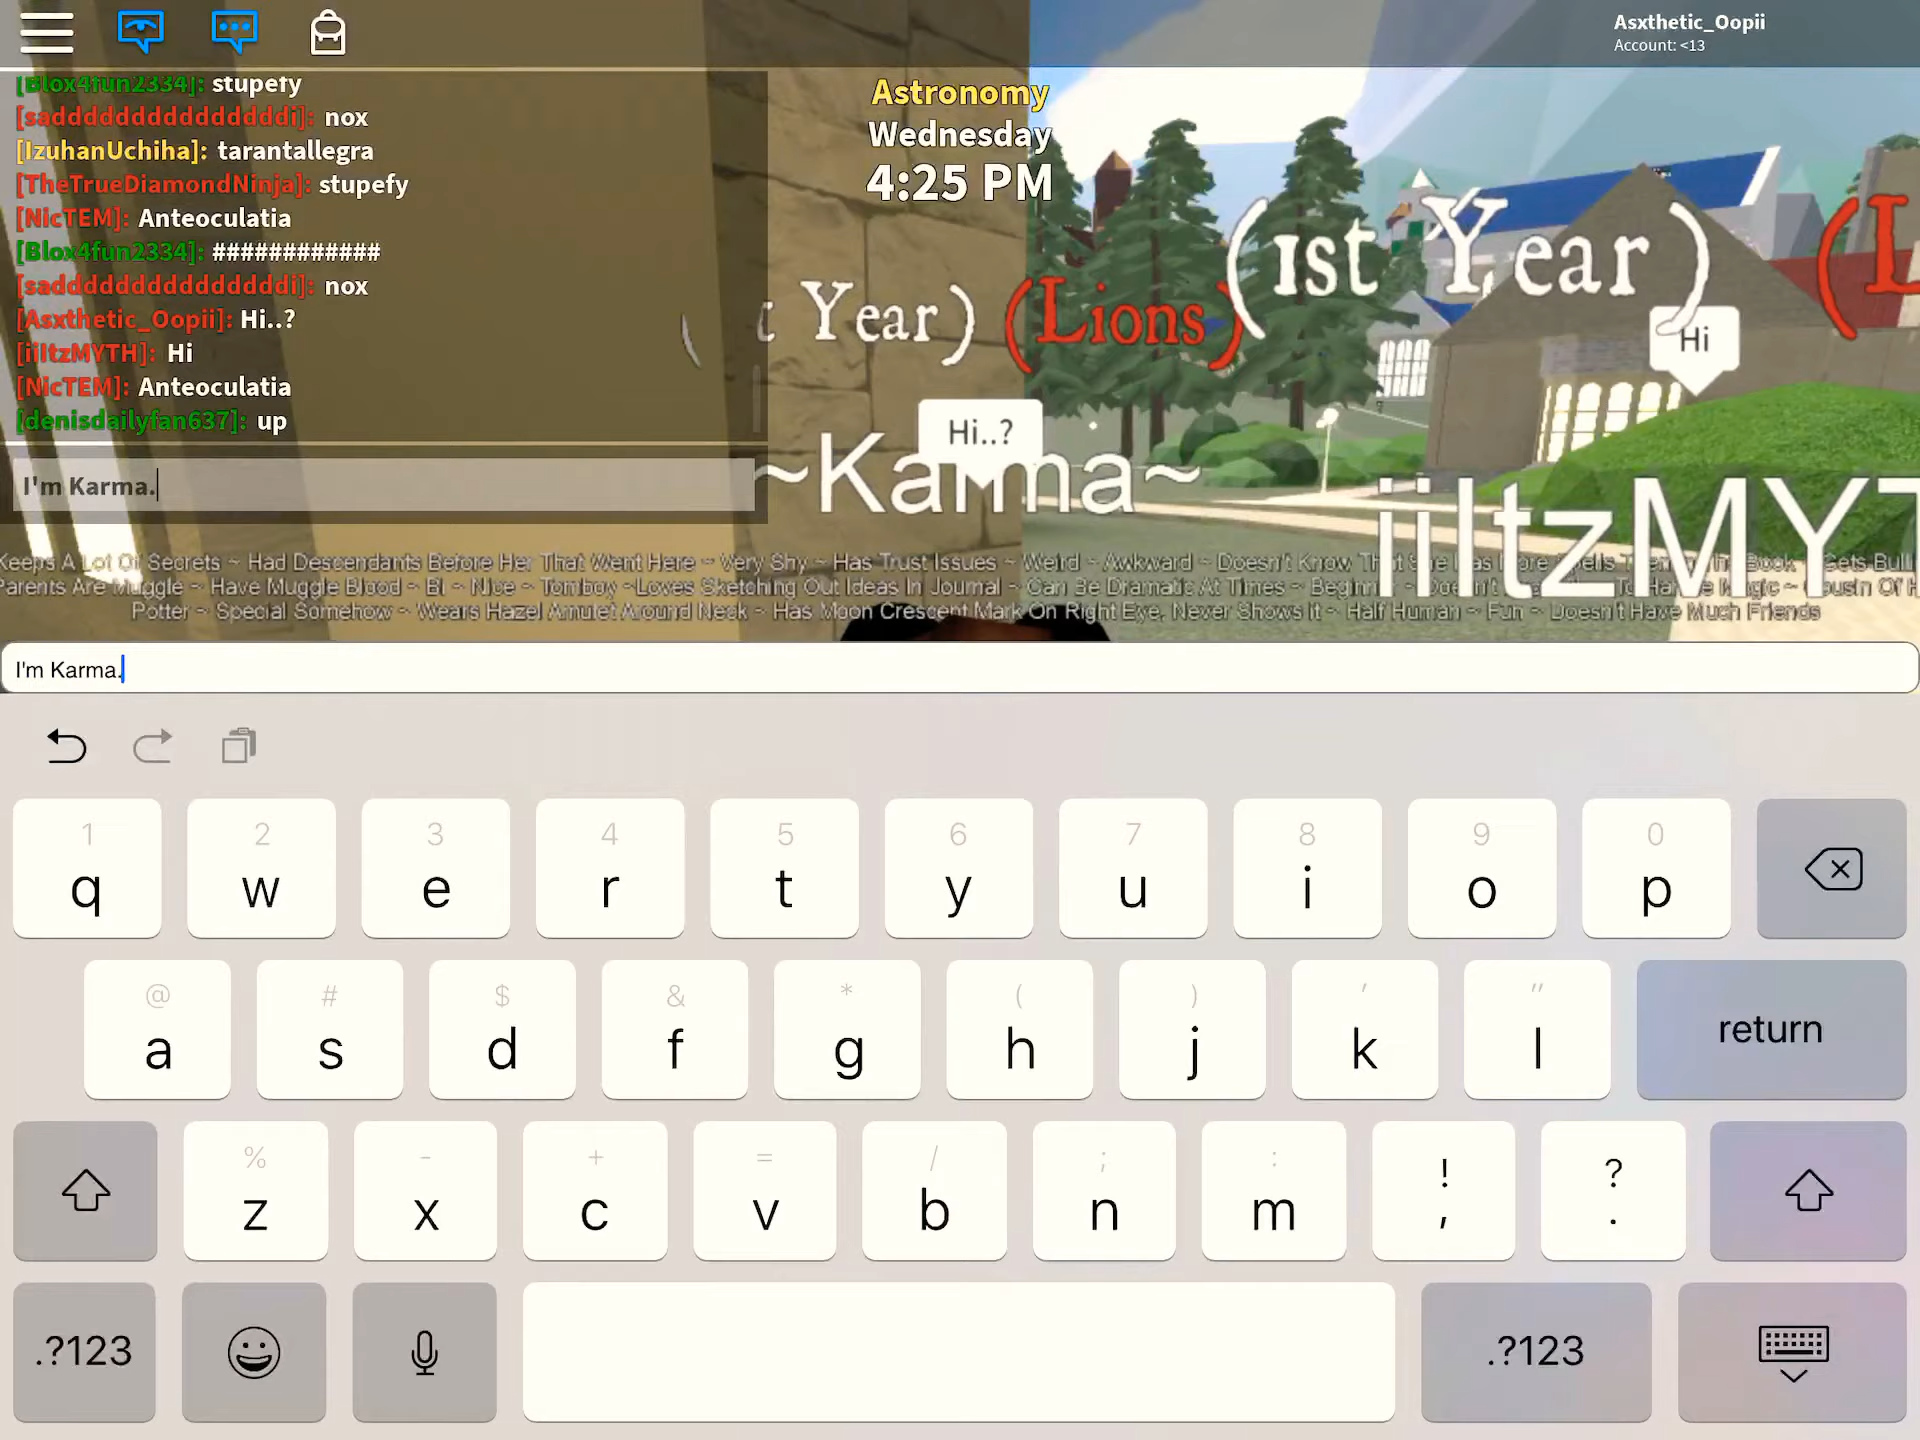 Asxthetic_Oopii
Account: <13
[Blox4fun2334]: stupefy
[saddddddddddddddi]: nox
[IzuhanUchiha]: tarantallegra
[TheTrueDiamondNinja]: stupefy
[NicTEM]: Anteoculatia
[Blox4fun2334]: ############
[saddddddddddddddi]: nox
[Asxthetic_Oopii]: Hi..?
[iiItzMYTH]: Hi
[NicTEM]: Anteoculatia
[denisdailyfan637]: up
I'm Karma.
Astronomy
Wednesday
4:25 PM
Year) (Lions)
(1st Year)
Hi..?
~Karma~
Hi
iiItzMYT
Keeps A Lot Of Secrets ~ Had Descendants Before Her That Went Here ~ Very Shy ~ Has Trust Issues ~ Weird ~ Awkward ~ Doesn't Know
Parents Are Muggle ~ Have Muggle Blood ~ Bi ~ Nice ~ Tomboy ~Loves Sketching Out Ideas In Journal ~ Can Be Dramatic At Times ~
Potter ~ Special Somehow ~ Wears Hazel Amulet Around Neck ~ Has Moon Crescent Mark On Right Eye, Never Shows It ~ Half Human ~ Fun ~ Doesn't Have Much Friends
I'm Karma.
1 2 3 4 5 6 7 8 9 0
q w e r t y u i o p
@ # $ & * ( ) ' "
a s d f g h j k l return
% - + = / ; : ! ?
z x c v b n m , .
.?123 .?123